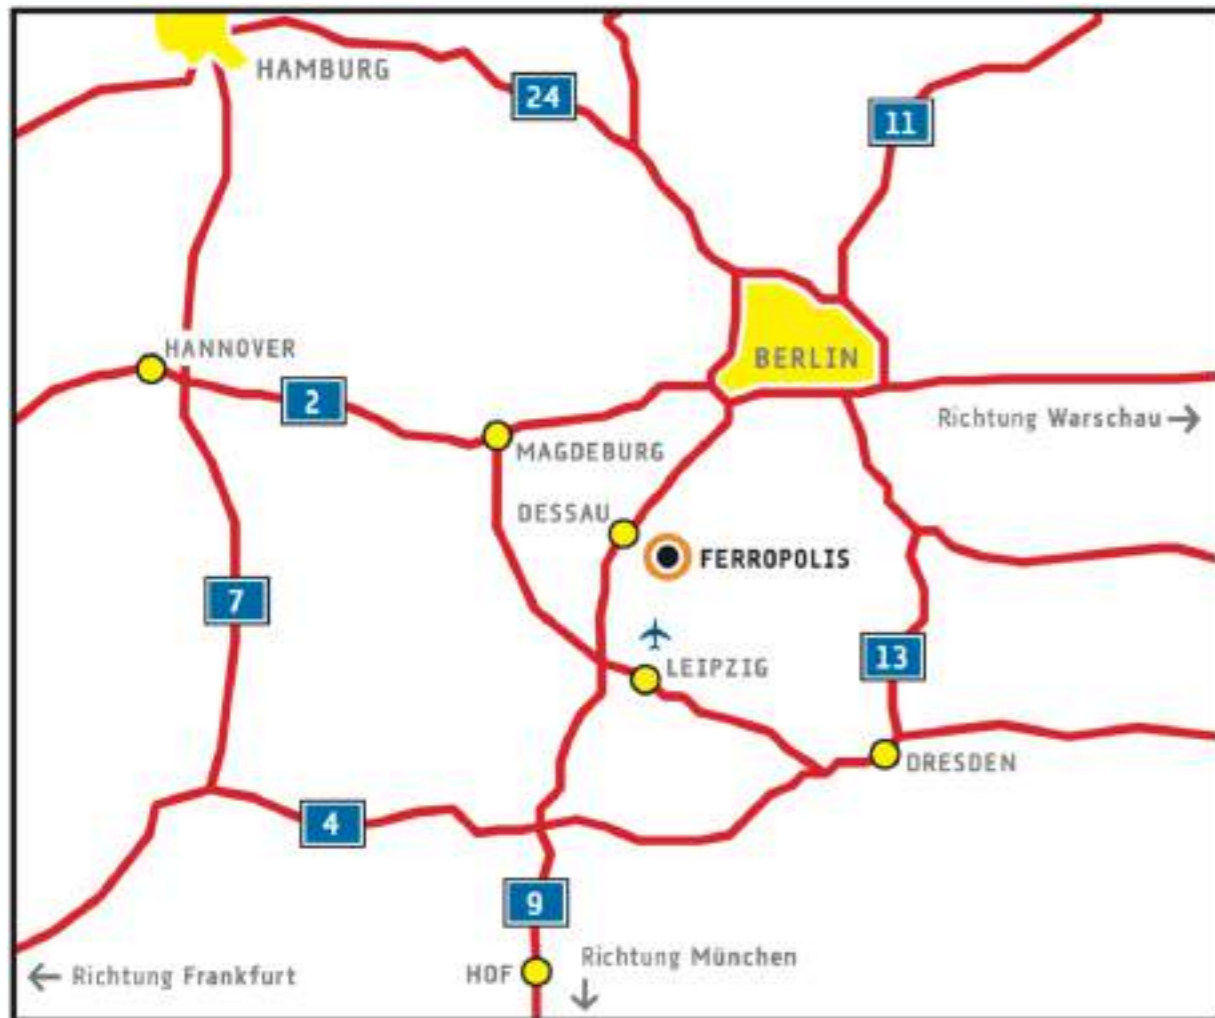 HAMBURG
24
11
HANNOVER
BERLIN
2
Richtung Warschau
MAGDEBURG
DESSAU
FERROPOLIS
7
13
LEIPZIG
DRESDEN
4
9
Richtung München
HOF
Richtung Frankfurt